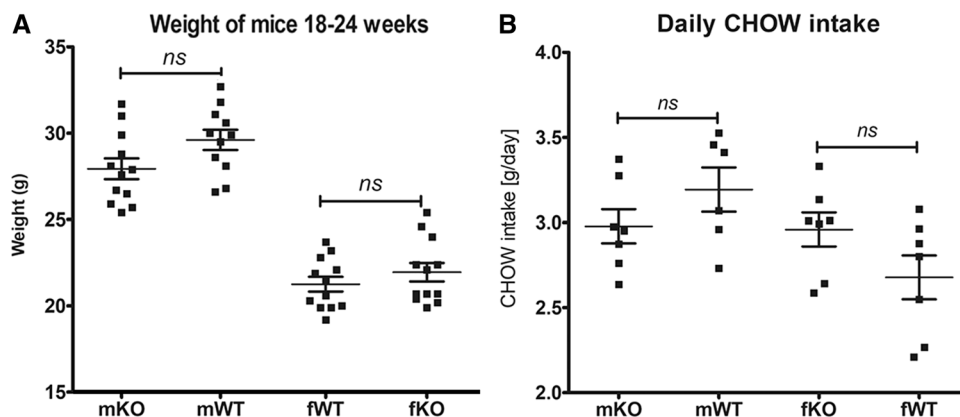 A
Weight of mice 18-24 weeks
Weight (g)
35
30
25
20
15
ns
ns
mKO mWT fWT fKO
B
Daily CHOW intake
CHOW intake [g/day]
4.0
3.5
3.0
2.5
2.0
ns
ns
mKO mWT fKO fWT